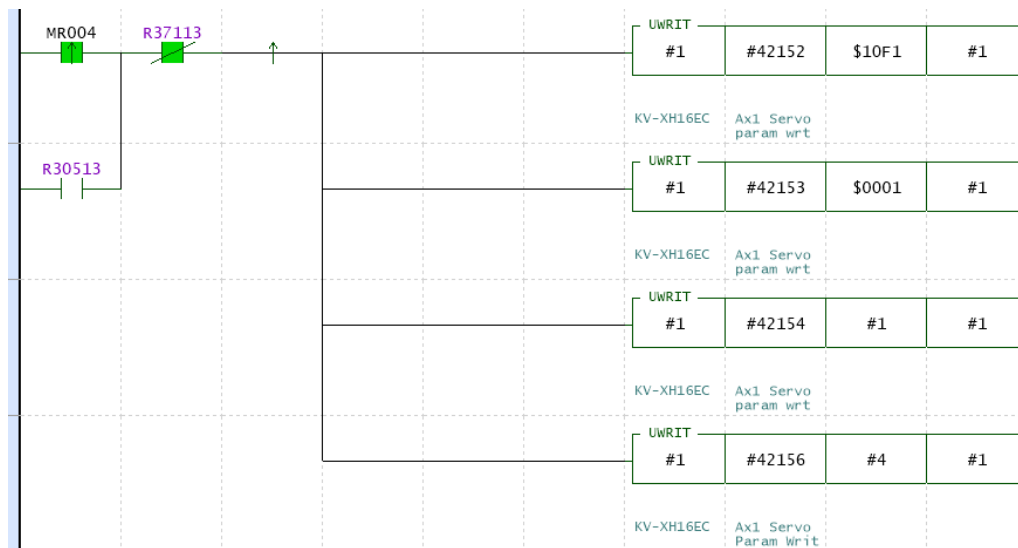 MR004 R37113
UWRIT
#1 #42152 $10F1 #1
KV-XH16EC Ax1 Servo
param wrt
R30513
UWRIT
#1 #42153 $0001 #1
KV-XH16EC Ax1 Servo
param wrt
UWRIT
#1 #42154 #1 #1
KV-XH16EC Ax1 Servo
param wrt
UWRIT
#1 #42156 #4 #1
KV-XH16EC Ax1 Servo
Param Writ